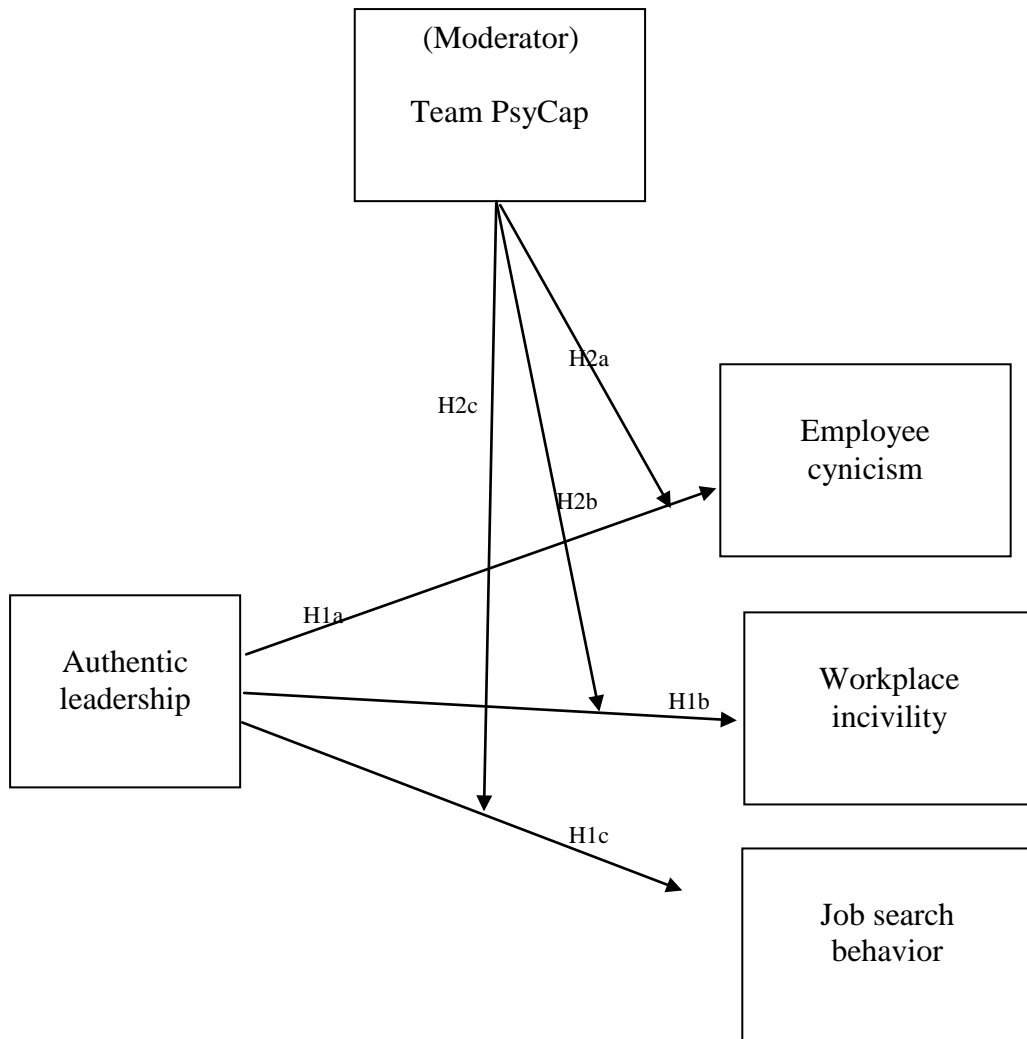 (Moderator)
Team PsyCap
H2a
H2c
Employee
cynicism
H2b
H1a
Authentic
leadership
Workplace
incivility
H1b
H1c
Job search
behavior